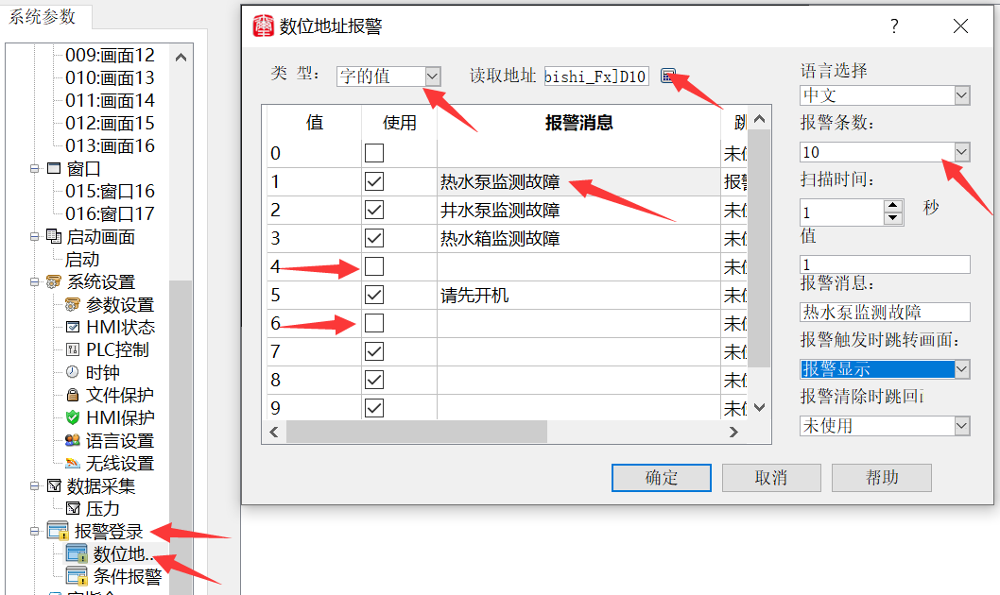 系统参数
009:画面12
010:画面13
011:画面14
012:画面15
013:画面16
窗口
015:窗口16
016:窗口17
启动画面
启动
系统设置
参数设置
HMI状态
PLC控制
时钟
文件保护
HMI保护
语言设置
无线设置
数据采集
压力
报警登录
数位地..
条件报警
数位地址报警
类 型: 字的值 读取地址 bishi_Fx]D10
值 使用 报警消息
0 未
1 热水泵监测故障 报警
2 井水泵监测故障 未
3 热水箱监测故障 未
4 未
5 请先开机 未
6 未
7 未
8 未
9 未
语言选择
中文
报警条数:
10
扫描时间:
1 秒
值
1
报警消息:
热水泵监测故障
报警触发时跳转画面:
报警显示
报警清除时跳回
未使用
确定 取消 帮助